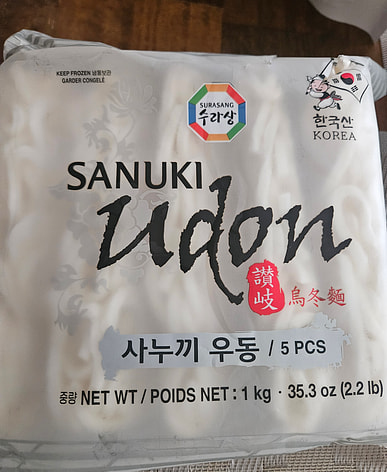 KEEP FROZEN 냉동보관
GARDER CONGELÉ
SURASANG
수라상
한국산
KOREA
SANUKI
udon
讃岐
烏冬麵
사누끼 우동 / 5 PCS
중량 NET WT / POIDS NET : 1 kg · 35.3 oz (2.2 lb)